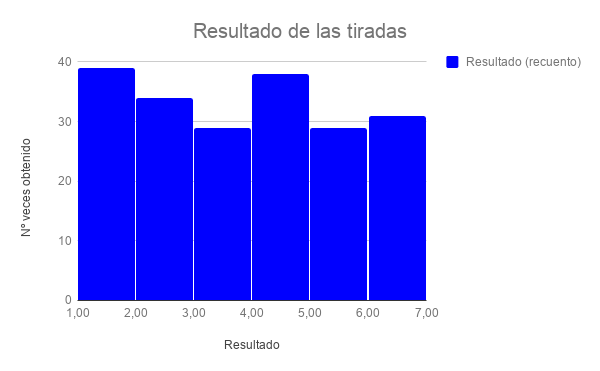 Resultado de las tiradas
Resultado (recuento)
Nº veces obtenido
40
30
20
10
0
1,00 2,00 3,00 4,00 5,00 6,00 7,00
Resultado